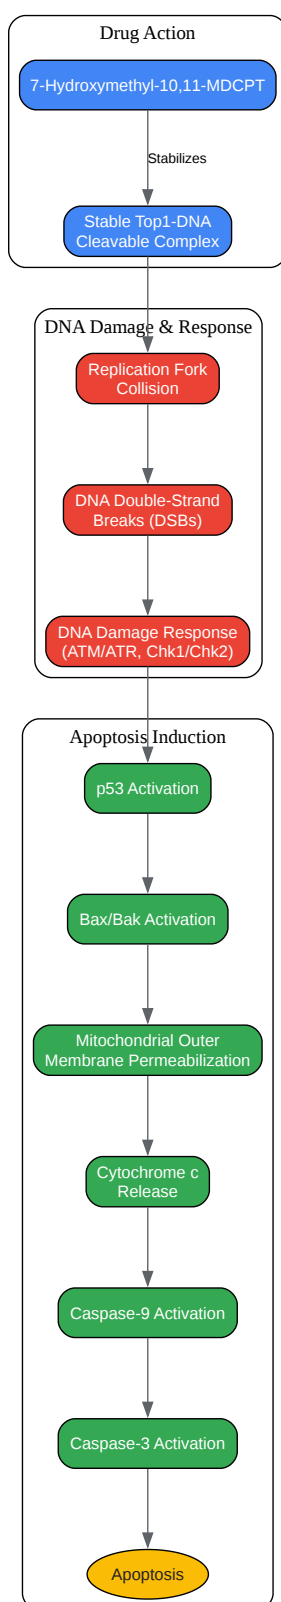 Drug Action
7-Hydroxymethyl-10,11-MDCPT
Stabilizes
Stable Top1-DNA
Cleavable Complex
DNA Damage & Response
Replication Fork
Collision
DNA Double-Strand
Breaks (DSBs)
DNA Damage Response
(ATM/ATR, Chk1/Chk2)
Apoptosis Induction
p53 Activation
Bax/Bak Activation
Mitochondrial Outer
Membrane Permeabilization
Cytochrome c
Release
Caspase-9 Activation
Caspase-3 Activation
Apoptosis